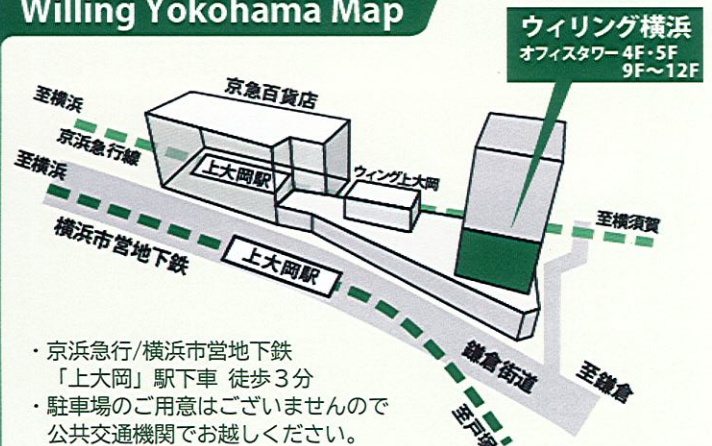 Willing Yokohama Map
ウィリング横浜
オフィスタワー 4F・5F
9F～12F
京急百貨店
至横浜
京浜急行線
上大岡駅
ウィング上大岡
至横浜
至横須賀
横浜市営地下鉄
上大岡駅
鎌倉街道
至鎌倉
至戸塚
・京浜急行/横浜市営地下鉄
「上大岡」駅下車 徒歩３分
・駐車場のご用意はございませんので
公共交通機関でお越しください。